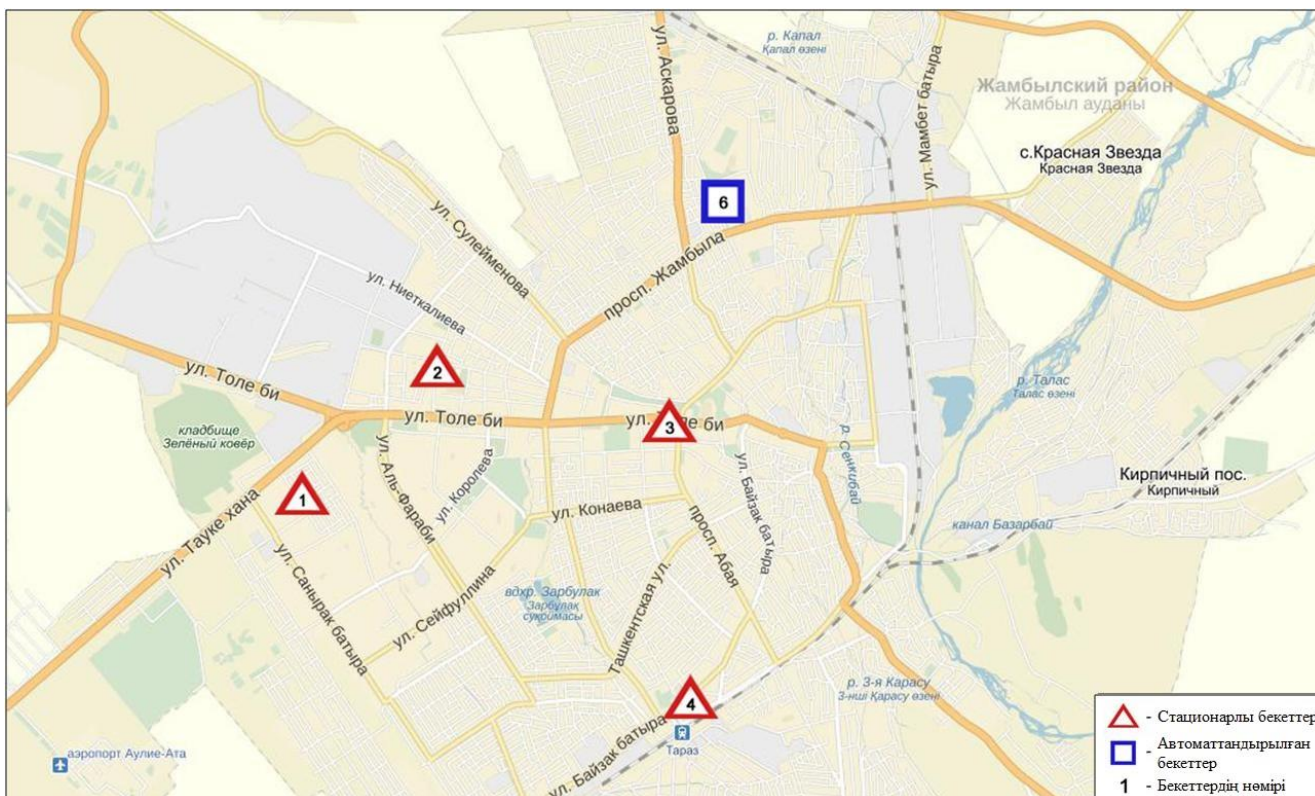 р. Капал
Қапал өзені
ул. Аскарова
ул. Мамбет батыра
Жамбылский район
Жамбыл ауданы
с.Красная Звезда
Красная Звезда
6
ул. Сулейменова
просп. Жамбыла
ул. Ниеткалиева
2
ул. Толе би
ул. Толе би
ул. Толе би
3
р. Талас
Талас өзені
кладбище
Зелёный ковёр
ул. Аль-Фараби
ул. Королева
ул. Байзак батыра
р. Сенкибай
Кирпичный пос.
Кирпичный
1
ул. Тауке хана
ул. Конаева
просп. Абая
канал Базарбай
ул. Санырак батыра
ул. Сейфуллина
вдхр. Зарбулак
Зарбұлақ
суқоймасы
Ташкентская ул.
4
р. 3-я Карасу
3-нші Қарасу өзені
аэропорт Аулие-Ата
ул. Байзак батыра
Тараз
- Стационарлы бекеттер
- Автоматтандырылған
бекеттер
1 - Бекеттердің нөмірі